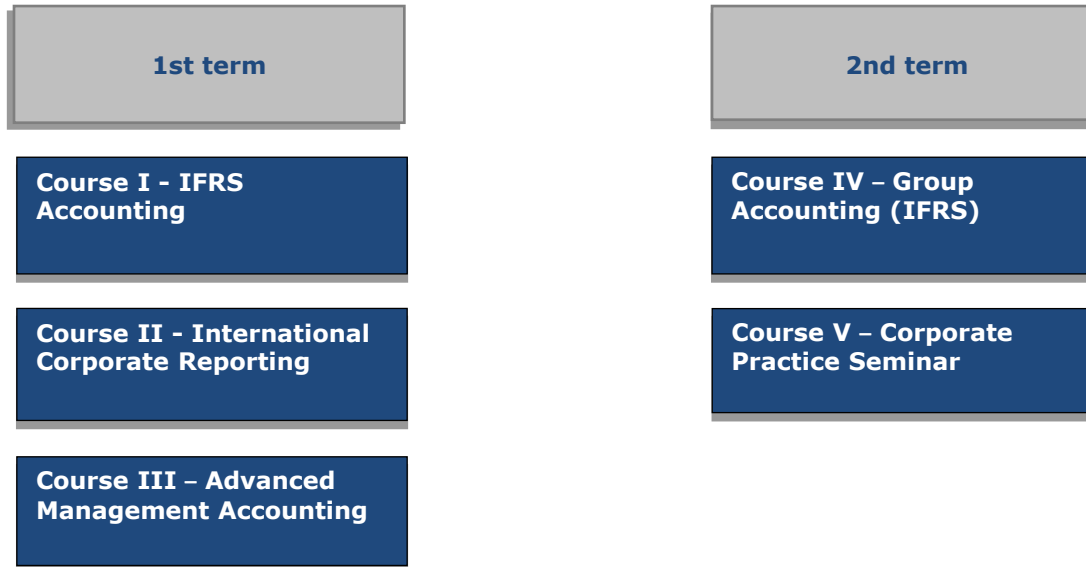 1st term
2nd term
Course I - IFRS
Accounting
Course IV – Group
Accounting (IFRS)
Course II - International
Corporate Reporting
Course V – Corporate
Practice Seminar
Course III – Advanced
Management Accounting